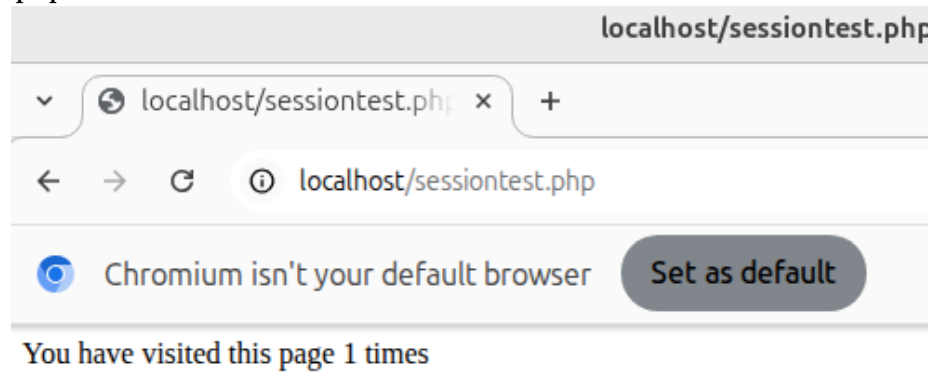 localhost/sessiontest.php
localhost/sessiontest.php
localhost/sessiontest.php
Chromium isn't your default browser Set as default
You have visited this page 1 times